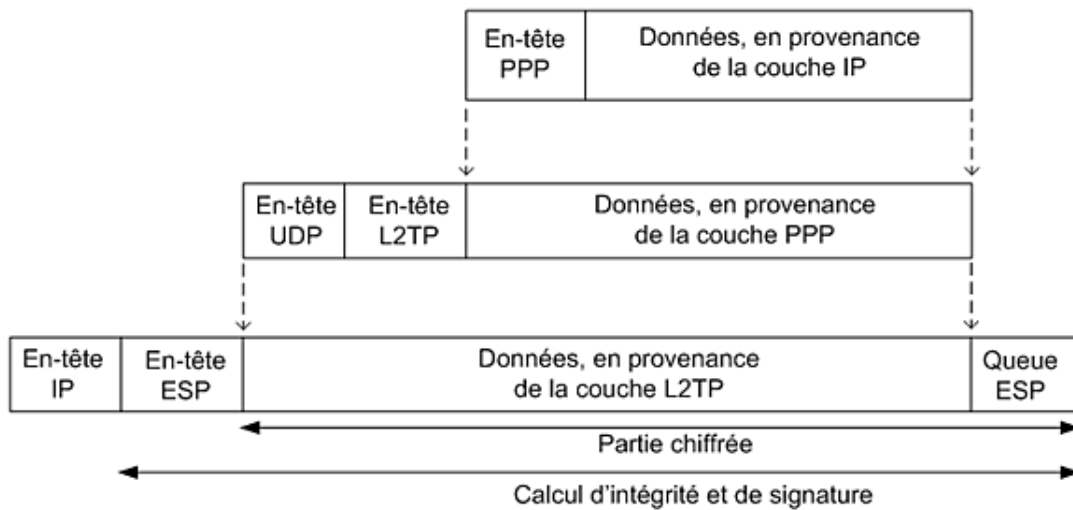 En-tête
PPP
Données, en provenance
de la couche IP
En-tête
UDP
En-tête
L2TP
Données, en provenance
de la couche PPP
En-tête
IP
En-tête
ESP
Données, en provenance
de la couche L2TP
Queue
ESP
Partie chiffrée
Calcul d'intégrité et de signature